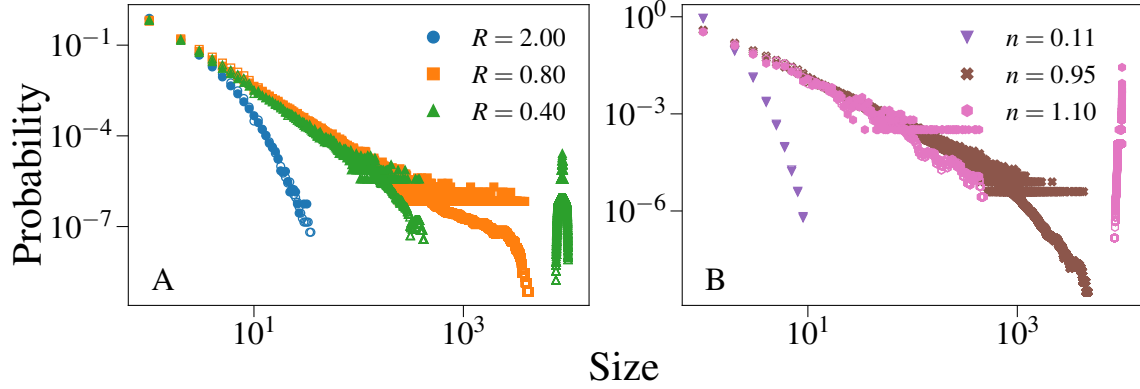 Probability
10^{-1}
10^{-4}
10^{-7}
R = 2.00
R = 0.80
R = 0.40
A
10^1
10^3
10^0
10^{-3}
10^{-6}
n = 0.11
n = 0.95
n = 1.10
B
10^1
10^3
Size